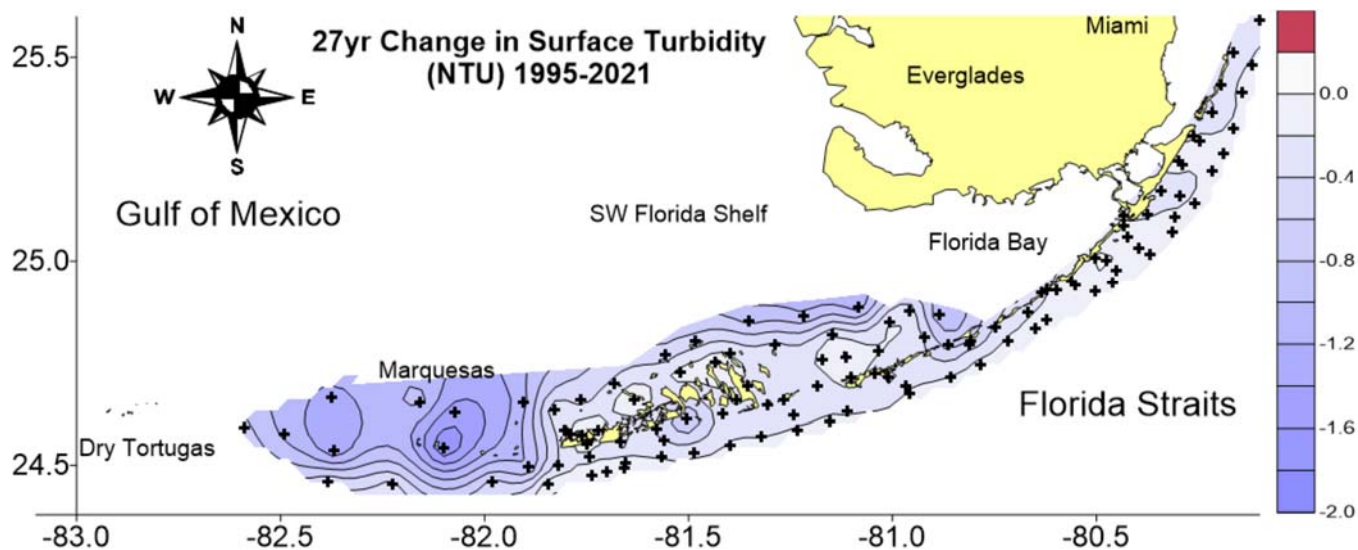 27yr Change in Surface Turbidity
(NTU) 1995-2021
N
W E
S
Miami
Everglades
Gulf of Mexico
SW Florida Shelf
Florida Bay
Marquesas
Dry Tortugas
Florida Straits
25.5
25.0
24.5
-83.0 -82.5 -82.0 -81.5 -81.0 -80.5
0.0
-0.4
-0.8
-1.2
-1.6
-2.0